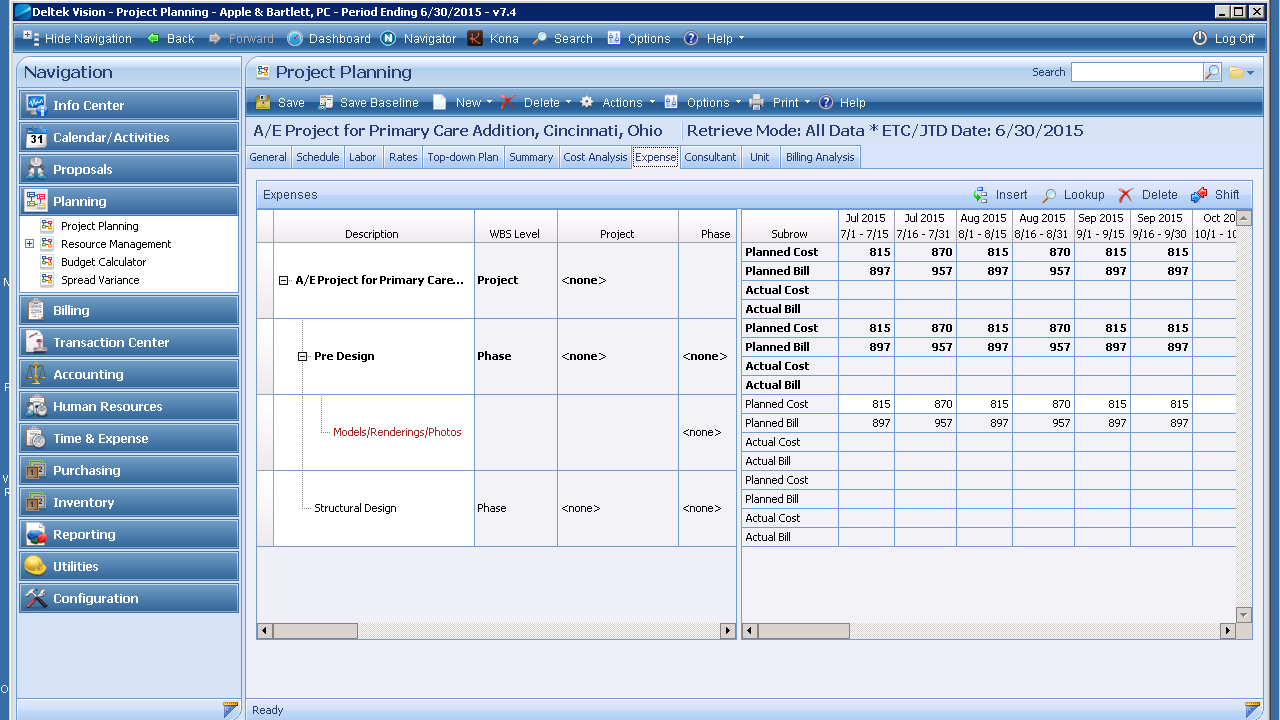 Deltek Vision - Project Planning - Apple & Bartlett, PC - Period Ending 6/30/2015 - v7.4
Hide Navigation Back Forward Dashboard Navigator Kona Search Options Help Log Off
Navigation
Info Center
31 Calendar/Activities
Proposals
Planning
Project Planning
Resource Management
Budget Calculator
Spread Variance
Billing
Transaction Center
Accounting
Human Resources
Time & Expense
Purchasing
Inventory
Reporting
Utilities
Configuration
Project Planning Search
Save Save Baseline New Delete Actions Options Print Help
A/E Project for Primary Care Addition, Cincinnati, Ohio Retrieve Mode: All Data * ETC/JTD Date: 6/30/2015
General Schedule Labor Rates Top-down Plan Summary Cost Analysis Expense Consultant Unit Billing Analysis
Expenses Insert Lookup Delete Shift
Jul 2015 Jul 2015 Aug 2015 Aug 2015 Sep 2015 Sep 2015 Oct 20
Description WBS Level Project Phase Subrow 7/1 - 7/15 7/16 - 7/31 8/1 - 8/15 8/16 - 8/31 9/1 - 9/15 9/16 - 9/30 10/1 - 10
A/E Project for Primary Care... Project <none>
Planned Cost 815 870 815 870 815 815
Planned Bill 897 957 897 957 897 897
Actual Cost
Actual Bill
Pre Design Phase <none> <none>
Planned Cost 815 870 815 870 815 815
Planned Bill 897 957 897 957 897 897
Actual Cost
Actual Bill
Models/Renderings/Photos <none>
Planned Cost 815 870 815 870 815 815
Planned Bill 897 957 897 957 897 897
Actual Cost
Actual Bill
Structural Design Phase <none> <none>
Planned Cost
Planned Bill
Actual Cost
Actual Bill
Ready